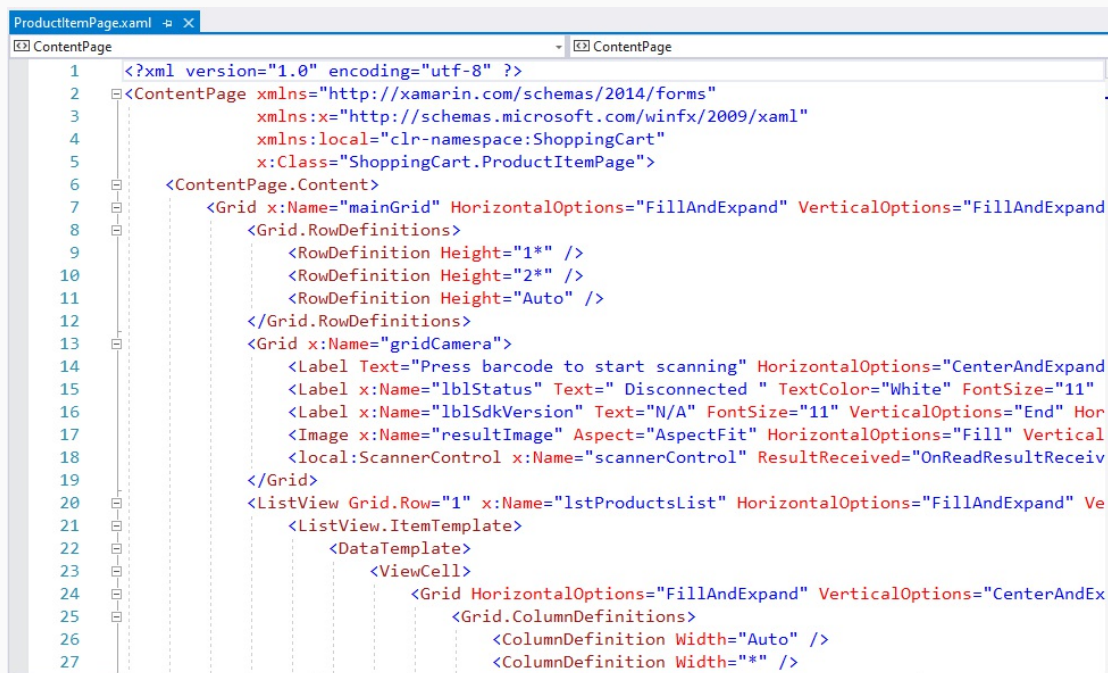 ProductItemPage.xaml
ContentPage ContentPage
1 <?xml version="1.0" encoding="utf-8" ?>
2 <ContentPage xmlns="http://xamarin.com/schemas/2014/forms"
3 xmlns:x="http://schemas.microsoft.com/winfx/2009/xaml"
4 xmlns:local="clr-namespace:ShoppingCart"
5 x:Class="ShoppingCart.ProductItemPage">
6 <ContentPage.Content>
7 <Grid x:Name="mainGrid" HorizontalOptions="FillAndExpand" VerticalOptions="FillAndExpand
8 <Grid.RowDefinitions>
9 <RowDefinition Height="1*" />
10 <RowDefinition Height="2*" />
11 <RowDefinition Height="Auto" />
12 </Grid.RowDefinitions>
13 <Grid x:Name="gridCamera">
14 <Label Text="Press barcode to start scanning" HorizontalOptions="CenterAndExpand
15 <Label x:Name="lblStatus" Text=" Disconnected " TextColor="White" FontSize="11"
16 <Label x:Name="lblSdkVersion" Text="N/A" FontSize="11" VerticalOptions="End" Hor
17 <Image x:Name="resultImage" Aspect="AspectFit" HorizontalOptions="Fill" Vertical
18 <local:ScannerControl x:Name="scannerControl" ResultReceived="OnReadResultReceiv
19 </Grid>
20 <ListView Grid.Row="1" x:Name="lstProductsList" HorizontalOptions="FillAndExpand" Ve
21 <ListView.ItemTemplate>
22 <DataTemplate>
23 <ViewCell>
24 <Grid HorizontalOptions="FillAndExpand" VerticalOptions="CenterAndEx
25 <Grid.ColumnDefinitions>
26 <ColumnDefinition Width="Auto" />
27 <ColumnDefinition Width="*" />